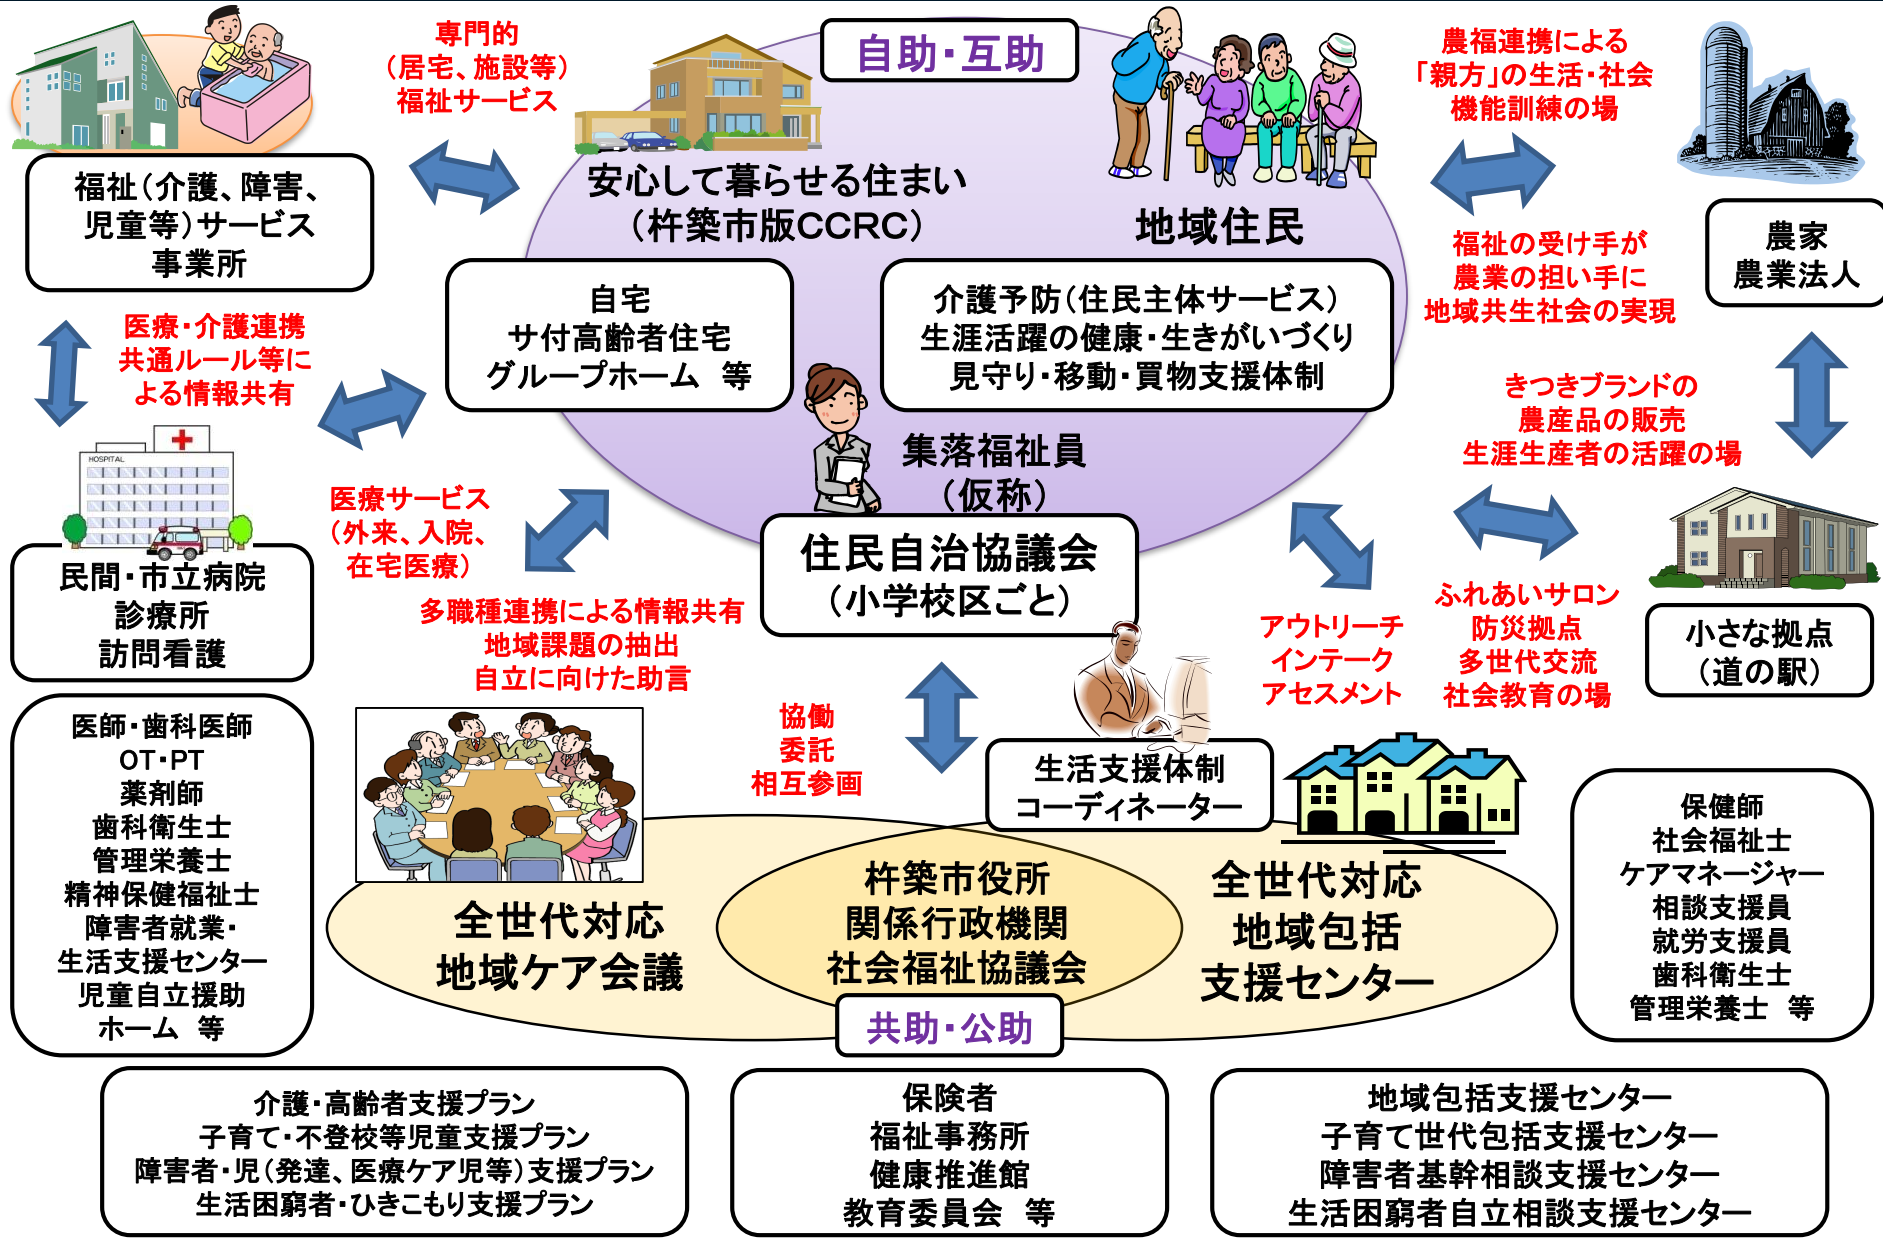 専門的
（居宅、施設等）
福祉サービス
自助・互助
農福連携による
「親方」の生活・社会
機能訓練の場
福祉（介護、障害、
児童等）サービス
事業所
安心して暮らせる住まい
（杵築市版CCRC）
地域住民
農家
農業法人
福祉の受け手が
農業の担い手に
地域共生社会の実現
自宅
サ付高齢者住宅
グループホーム　等
介護予防（住民主体サービス）
生涯活躍の健康・生きがいづくり
見守り・移動・買物支援体制
医療・介護連携
共通ルール等に
よる情報共有
きつきブランドの
農産品の販売
生涯生産者の活躍の場
HOSPITAL
集落福祉員
（仮称）
医療サービス
（外来、入院、
在宅医療）
民間・市立病院
診療所
訪問看護
住民自治協議会
（小学校区ごと）
多職種連携による情報共有
地域課題の抽出
自立に向けた助言
アウトリーチ
インテーク
アセスメント
ふれあいサロン
防災拠点
多世代交流
社会教育の場
小さな拠点
（道の駅）
医師・歯科医師
OT・PT
薬剤師
歯科衛生士
管理栄養士
精神保健福祉士
障害者就業・
生活支援センター
児童自立援助
ホーム　等
協働
委託
相互参画
生活支援体制
コーディネーター
保健師
社会福祉士
ケアマネージャー
相談支援員
就労支援員
歯科衛生士
管理栄養士　等
全世代対応
地域ケア会議
杵築市役所
関係行政機関
社会福祉協議会
全世代対応
地域包括
支援センター
共助・公助
介護・高齢者支援プラン
子育て・不登校等児童支援プラン
障害者・児（発達、医療ケア児等）支援プラン
生活困窮者・ひきこもり支援プラン
保険者
福祉事務所
健康推進館
教育委員会　等
地域包括支援センター
子育て世代包括支援センター
障害者基幹相談支援センター
生活困窮者自立相談支援センター